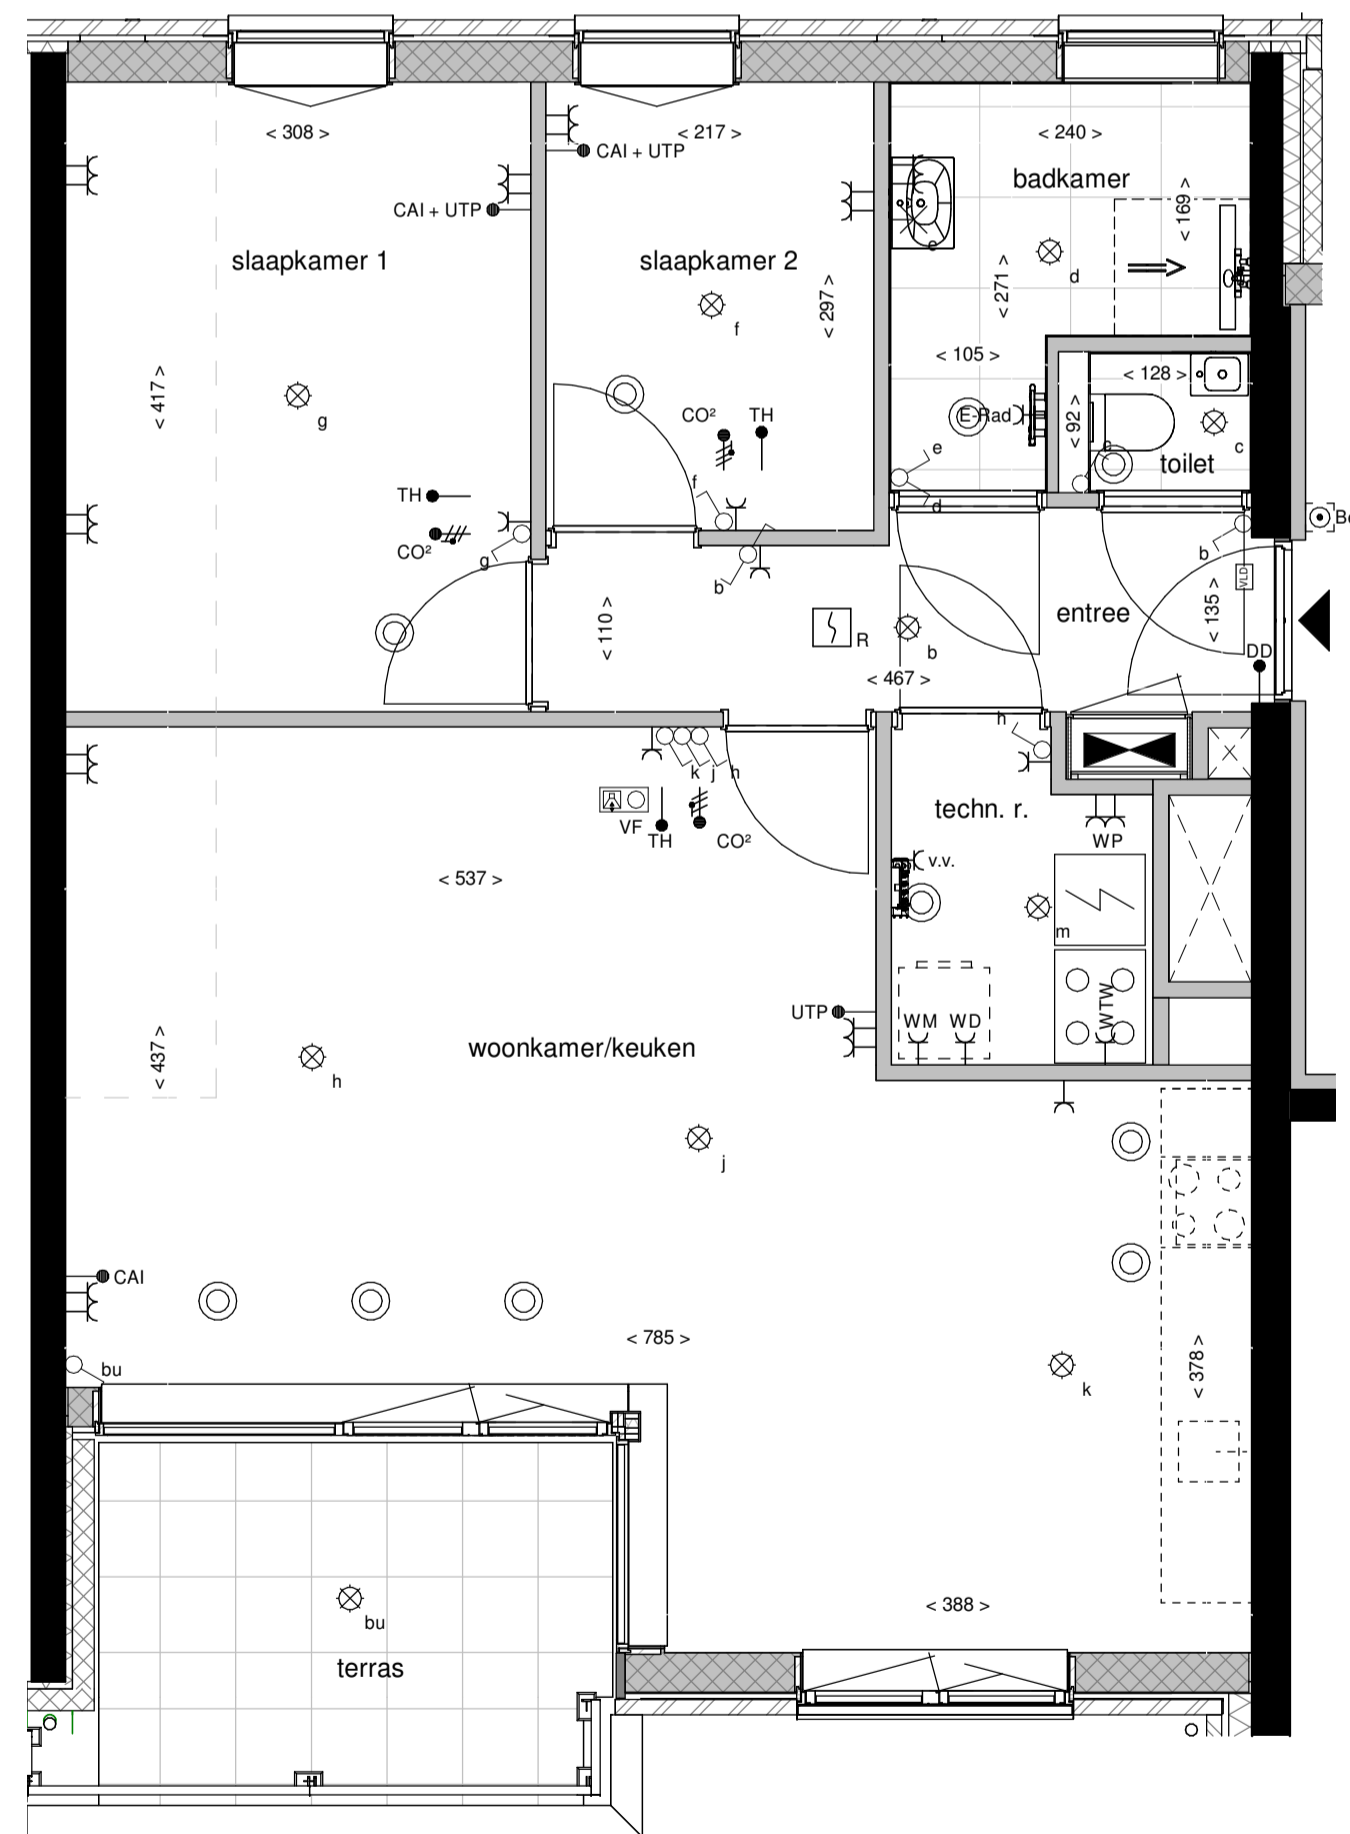 < 308 >
< 217 >
< 240 >
CAI + UTP
badkamer
< 169 >
CAI + UTP
slaapkamer 1
slaapkamer 2
e
< 271 >
d
< 297 >
f
< 105 >
< 128 >
< 417 >
g
CO²
TH
E-Rad
< 92 >
c
c
toilet
e
f
d
TH
CO²
g
b
Be
b
VLD
< 110 >
entree
< 135 >
R
b
DD
< 467 >
h
k
j
h
techn. r.
VF
TH
CO²
WP
v.v.
< 537 >
m
UTP
WM
WD
WTW
woonkamer/keuken
< 437 >
h
j
CAI
< 785 >
bu
< 378 >
k
< 388 >
bu
terras